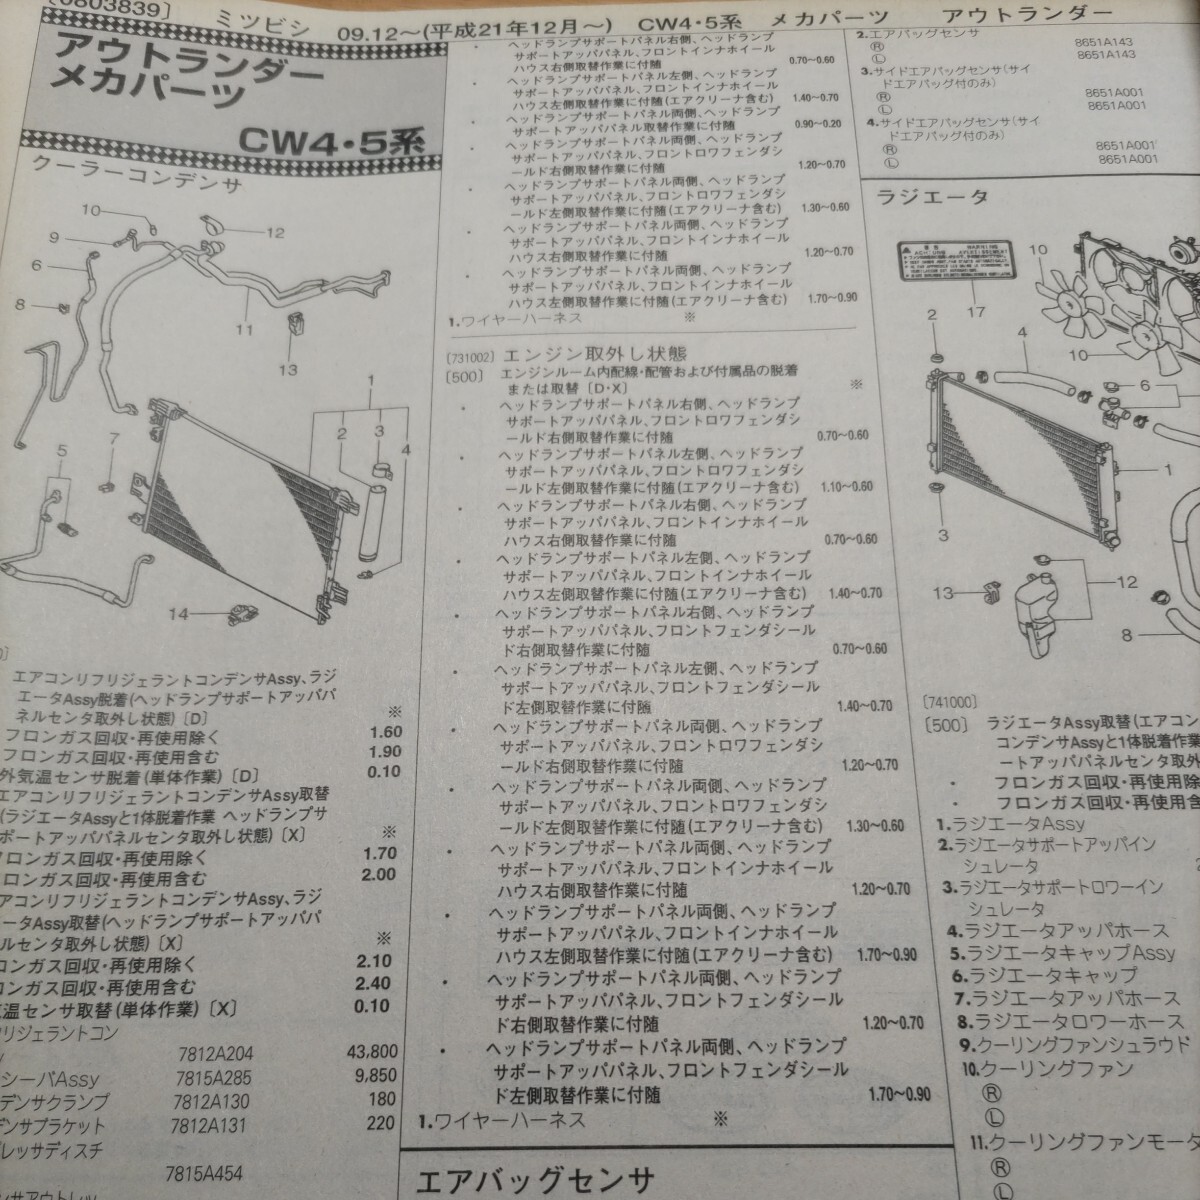 [0803839] ミツビシ 09.12～(平成21年12月～) CW4・5系 メカパーツ アウトランダー
アウトランダー
メカパーツ
CW4・5系
クーラーコンデンサ
10
12
9
6
8
11
13
1
7
5
2
3
4
14
エアコンリフリジェラントコンデンサAssy、ラジ
エータAssy脱着(ヘッドランプサポートアッパパ
ネルセンタ取外し状態)〔D〕 ※
フロンガス回収・再使用除く 1.60
フロンガス回収・再使用含む 1.90
外気温センサ脱着(単体作業)〔D〕 0.10
エアコンリフリジェラントコンデンサAssy取替
(ラジエータAssyと1体脱着作業 ヘッドランプサ
ポートアッパパネルセンタ取外し状態)〔X〕 ※
フロンガス回収・再使用除く 1.70
ロンガス回収・再使用含む 2.00
アコンリフリジェラントコンデンサAssy、ラジ
ータAssy取替(ヘッドランプサポートアッパパ
ルセンタ取外し状態)〔X〕 ※
ロンガス回収・再使用除く 2.10
ロンガス回収・再使用含む 2.40
温センサ取替(単体作業)〔X〕 0.10
リジェラントコン
7812A204 43,800
シーバAssy 7815A285 9,850
デンサクランプ 7812A130 180
デンサブラケット 7812A131 220
プレッサディスチ
7815A454
ンサアウトレッ
・ ヘッドランプサポートパネル右側、ヘッドランプ
サポートアッパパネル、フロントインナホイール
ハウス右側取替作業に付随 0.70～0.60
・ ヘッドランプサポートパネル左側、ヘッドランプ
サポートアッパパネル、フロントインナホイール
ハウス左側取替作業に付随(エアクリーナ含む) 1.40～0.70
・ ヘッドランプサポートパネル両側、ヘッドランプ
サポートアッパパネル取替作業に付随 0.90～0.20
・ ヘッドランプサポートパネル両側、ヘッドランプ
サポートアッパパネル、フロントロワフェンダシ
ールド右側取替作業に付随 1.20～0.70
・ ヘッドランプサポートパネル両側、ヘッドランプ
サポートアッパパネル、フロントロワフェンダシ
ールド左側取替作業に付随(エアクリーナ含む) 1.30～0.60
・ ヘッドランプサポートパネル両側、ヘッドランプ
サポートアッパパネル、フロントインナホイール
ハウス右側取替作業に付随 1.20～0.70
・ ヘッドランプサポートパネル両側、ヘッドランプ
サポートアッパパネル、フロントインナホイール
ハウス左側取替作業に付随(エアクリーナ含む) 1.70～0.90
1.ワイヤーハーネス ※
〔731002〕エンジン取外し状態
〔500〕 エンジンルーム内配線・配管および付属品の脱着
または取替〔D・X〕 ※
・ ヘッドランプサポートパネル右側、ヘッドランプ
サポートアッパパネル、フロントロワフェンダシ
ールド右側取替作業に付随 0.70～0.60
・ ヘッドランプサポートパネル左側、ヘッドランプ
サポートアッパパネル、フロントロワフェンダシ
ールド左側取替作業に付随(エアクリーナ含む) 1.10～0.60
・ ヘッドランプサポートパネル右側、ヘッドランプ
サポートアッパパネル、フロントインナホイール
ハウス右側取替作業に付随 0.70～0.60
・ ヘッドランプサポートパネル左側、ヘッドランプ
サポートアッパパネル、フロントインナホイール
ハウス左側取替作業に付随(エアクリーナ含む) 1.40～0.70
・ ヘッドランプサポートパネル右側、ヘッドランプ
サポートアッパパネル、フロントフェンダシール
ド右側取替作業に付随 0.70～0.60
・ ヘッドランプサポートパネル左側、ヘッドランプ
サポートアッパパネル、フロントフェンダシール
ド左側取替作業に付随 1.40～0.70
・ ヘッドランプサポートパネル両側、ヘッドランプ
サポートアッパパネル、フロントロワフェンダシ
ールド右側取替作業に付随 1.20～0.70
・ ヘッドランプサポートパネル両側、ヘッドランプ
サポートアッパパネル、フロントロワフェンダシ
ールド左側取替作業に付随(エアクリーナ含む) 1.30～0.60
・ ヘッドランプサポートパネル両側、ヘッドランプ
サポートアッパパネル、フロントインナホイール
ハウス右側取替作業に付随 1.20～0.70
・ ヘッドランプサポートパネル両側、ヘッドランプ
サポートアッパパネル、フロントインナホイール
ハウス左側取替作業に付随(エアクリーナ含む) 1.70～0.90
・ ヘッドランプサポートパネル両側、ヘッドランプ
サポートアッパパネル、フロントフェンダシール
ド右側取替作業に付随 1.20～0.70
・ ヘッドランプサポートパネル両側、ヘッドランプ
サポートアッパパネル、フロントフェンダシール
ド左側取替作業に付随 1.70～0.90
1.ワイヤーハーネス ※
エアバッグセンサ
2.エアバッグセンサ
Ⓡ 8651A143
Ⓛ 8651A143
3.サイドエアバッグセンサ(サイ
ドエアバッグ付のみ)
Ⓡ 8651A001
Ⓛ 8651A001
4.サイドエアバッグセンサ(サイ
ドエアバッグ付のみ)
Ⓡ 8651A001
Ⓛ 8651A001
ラジエータ
17
10
2
4
10
6
1
3
13
12
8
〔741000〕
〔500〕 ラジエータAssy取替(エアコン
コンデンサAssyと1体脱着作業
ートアッパパネルセンタ取外
・ フロンガス回収・再使用除
・ フロンガス回収・再使用含
1.ラジエータAssy
2.ラジエータサポートアッパイン
シュレータ
3.ラジエータサポートロワーイン
シュレータ
4.ラジエータアッパホース
5.ラジエータキャップAssy
6.ラジエータキャップ
7.ラジエータアッパホース
8.ラジエータロワーホース
9.クーリングファンシュラウド
10.クーリングファン
Ⓡ
Ⓛ
11.クーリングファンモータ
Ⓡ
Ⓛ